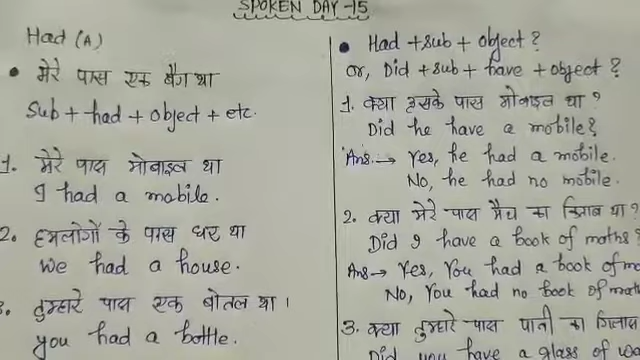 SPOKEN DAY-15
Had (A)
• मेरे पास एक बैग था
Sub + had + object + etc.
1. मेरे पास मोबाइल था
I had a mobile.
2. हमलोगों के पास घर था
We had a house.
3. तुम्हारे पास एक बोतल था।
you had a bottle.
• Had + sub + object?
or, Did + sub + have + object?
1. क्या उसके पास मोबाइल था?
Did he have a mobile?
Ans.→ Yes, he had a mobile.
No, he had no mobile.
2. क्या मेरे पास मैथ का किताब था?
Did I have a book of maths?
Ans→ Yes, You had a book of
No, You had no book of
3. क्या तुम्हारे पास पानी का गिलास
Did you have a glass of